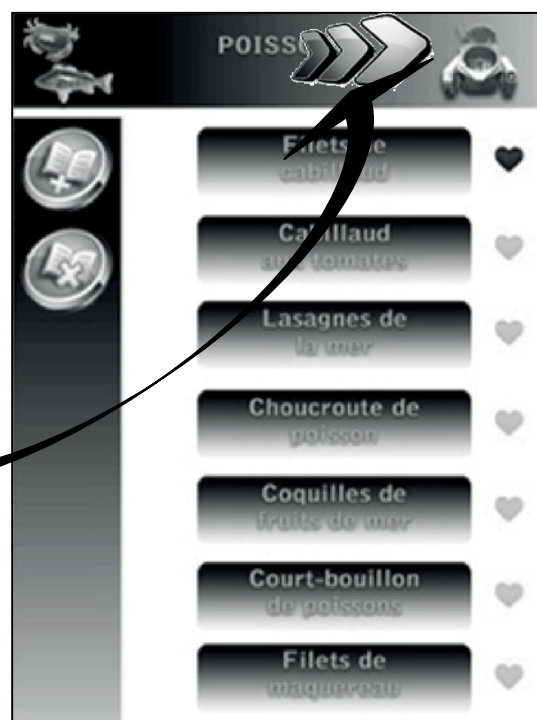 POISS
Filets de
cabillaud
Cabillaud
aux tomates
Lasagnes de
la mer
Choucroute de
poisson
Coquilles de
fruits de mer
Court-bouillon
de poissons
Filets de
maquereau